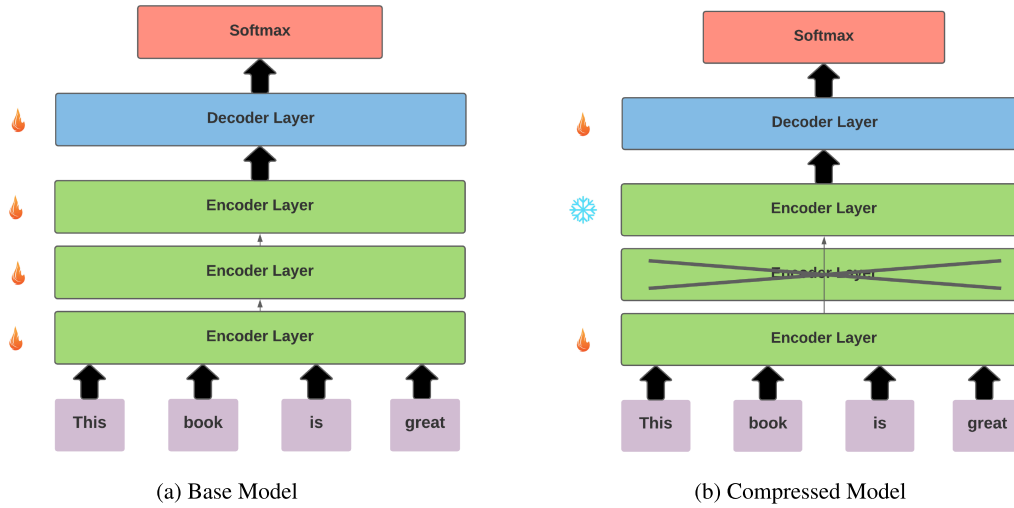 Softmax
Decoder Layer
Encoder Layer
Encoder Layer
Encoder Layer
This book is great
(a) Base Model
Softmax
Decoder Layer
Encoder Layer
Encoder Layer
Encoder Layer
This book is great
(b) Compressed Model